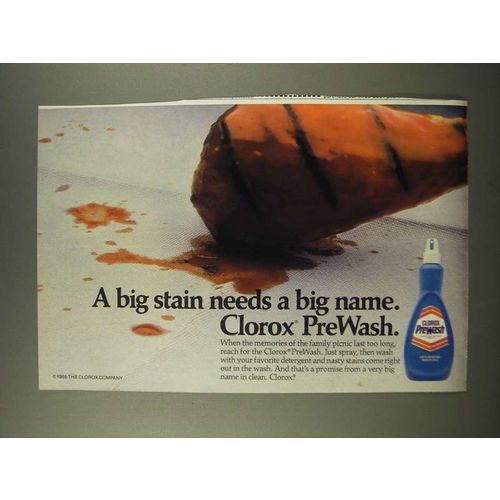 A big stain needs a big name.
Clorox® PreWash.
When the memories of the family picnic last too long,
reach for the Clorox® PreWash. Just spray, then wash
with your favorite detergent and nasty stains come right
out in the wash. And that's a promise from a very big
name in clean. Clorox®
CLOROX
PREWASH
©1985 THE CLOROX COMPANY